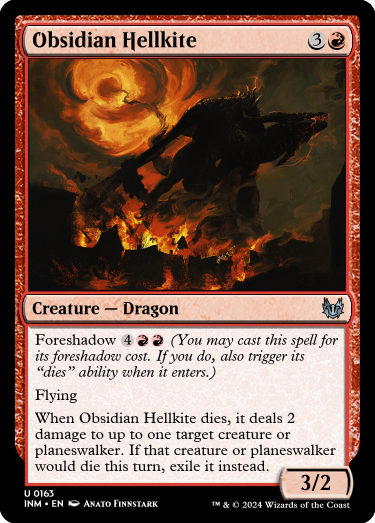 Obsidian Hellkite 3
Creature — Dragon
Foreshadow 4 (You may cast this spell for
its foreshadow cost. If you do, also trigger its
“dies” ability when it enters.)
Flying
When Obsidian Hellkite dies, it deals 2
damage to up to one target creature or
planeswalker. If that creature or planeswalker
would die this turn, exile it instead.
3/2
U 0163
INM • EN Anato Finnstark
™ & © 2024 Wizards of the Coast